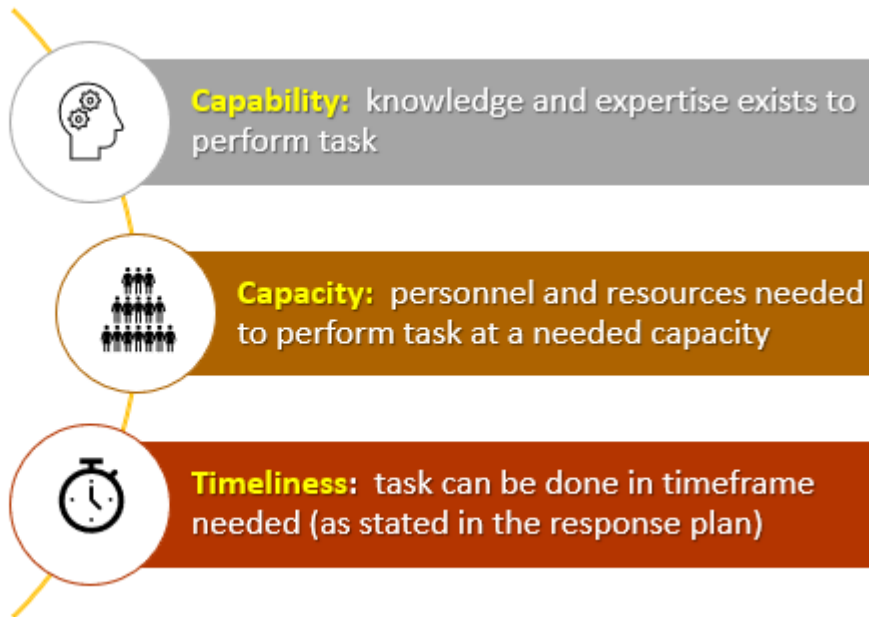 Capability: knowledge and expertise exists to
perform task
Capacity: personnel and resources needed
to perform task at a needed capacity
Timeliness: task can be done in timeframe
needed (as stated in the response plan)